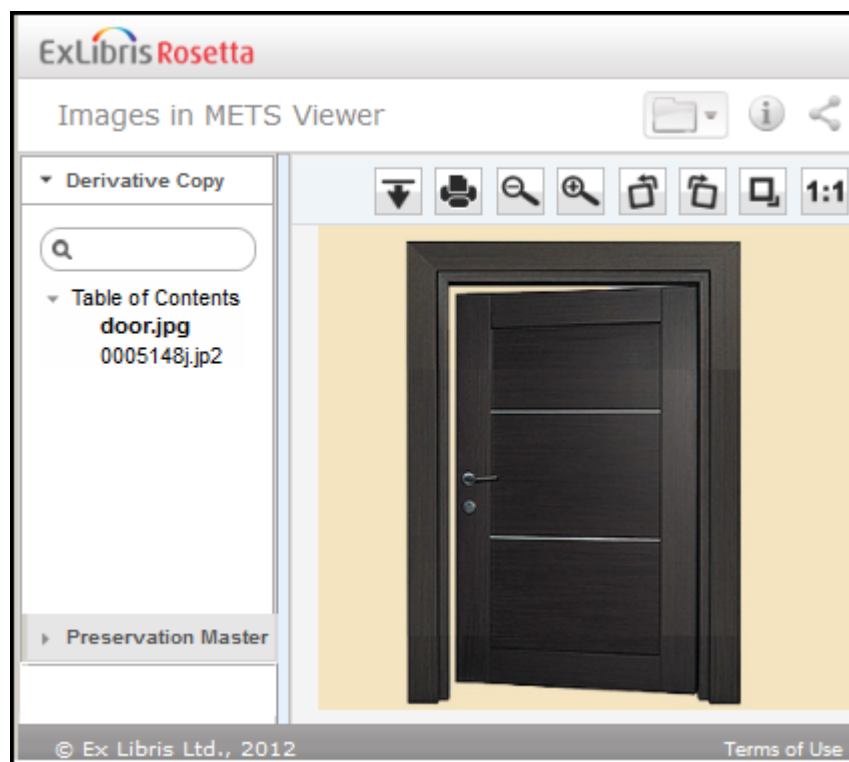 ExLibris Rosetta
Images in METS Viewer
Derivative Copy
1:1
Table of Contents
door.jpg
0005148j.jp2
Preservation Master
© Ex Libris Ltd., 2012
Terms of Use